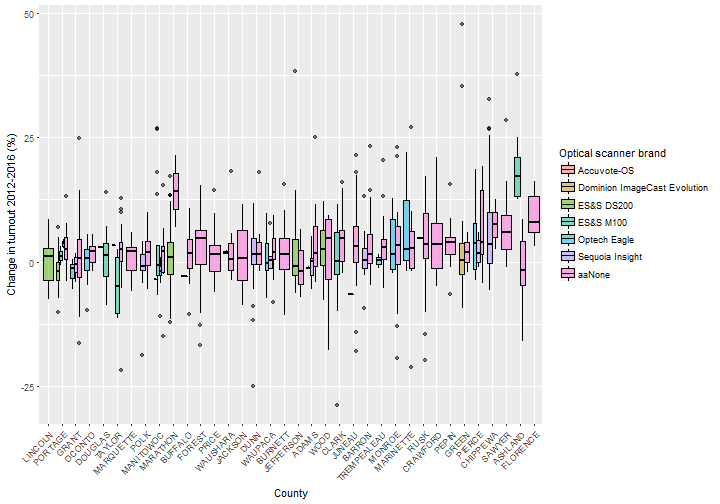 50
25
0
-25
Change in turnout 2012-2016 (%)
LINCOLN
PORTAGE
GRANT
OCONTO
DOUGLAS
TAYLOR
MARQUETTE
POLK
MANITOWOC
MARATHON
BUFFALO
FOREST
PRICE
WAUSHARA
JACKSON
DUNN
WAUPACA
BURNETT
JEFFERSON
ADAMS
WOOD
CLARK
JUNEAU
BARRON
TREMPEALEAU
MONROE
MARINETTE
RUSK
CRAWFORD
PEPIN
GREEN
PIERCE
CHIPPEWA
SAWYER
ASHLAND
FLORENCE
County
Optical scanner brand
Accuvote-OS
Dominion ImageCast Evolution
ES&S DS200
ES&S M100
Optech Eagle
Sequoia Insight
aaNone